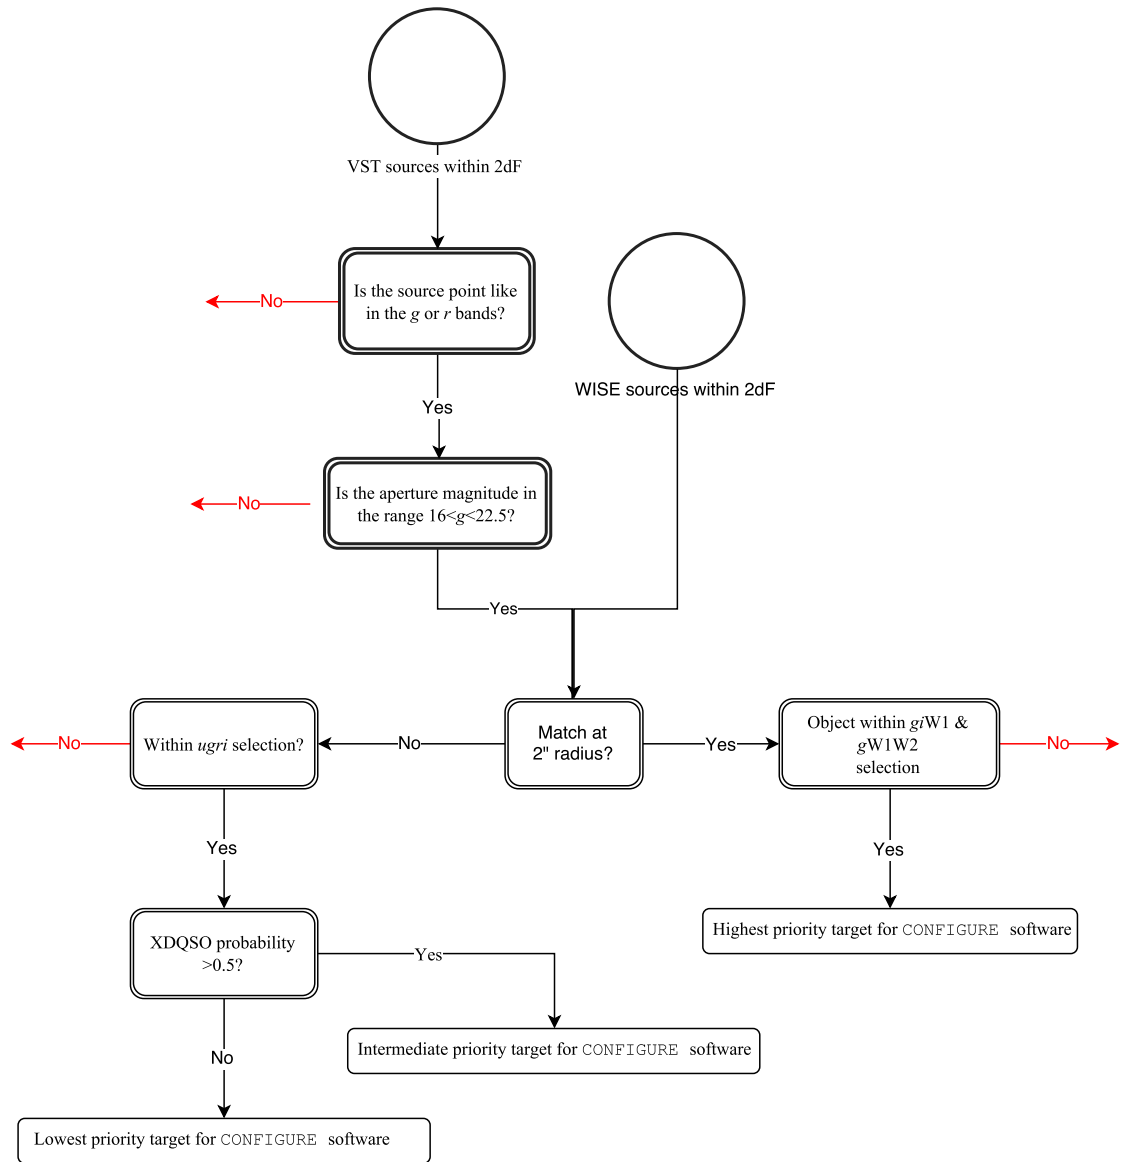 VST sources within 2dF
Is the source point like
in the g or r bands?
No
WISE sources within 2dF
Yes
Is the aperture magnitude in
the range 16<g<22.5?
No
Yes
Match at
2" radius?
No
Yes
Within ugri selection?
No
Object within giW1 &
gW1W2
selection
No
Yes
Yes
Highest priority target for CONFIGURE software
XDQSO probability
>0.5?
Yes
Intermediate priority target for CONFIGURE software
No
Lowest priority target for CONFIGURE software